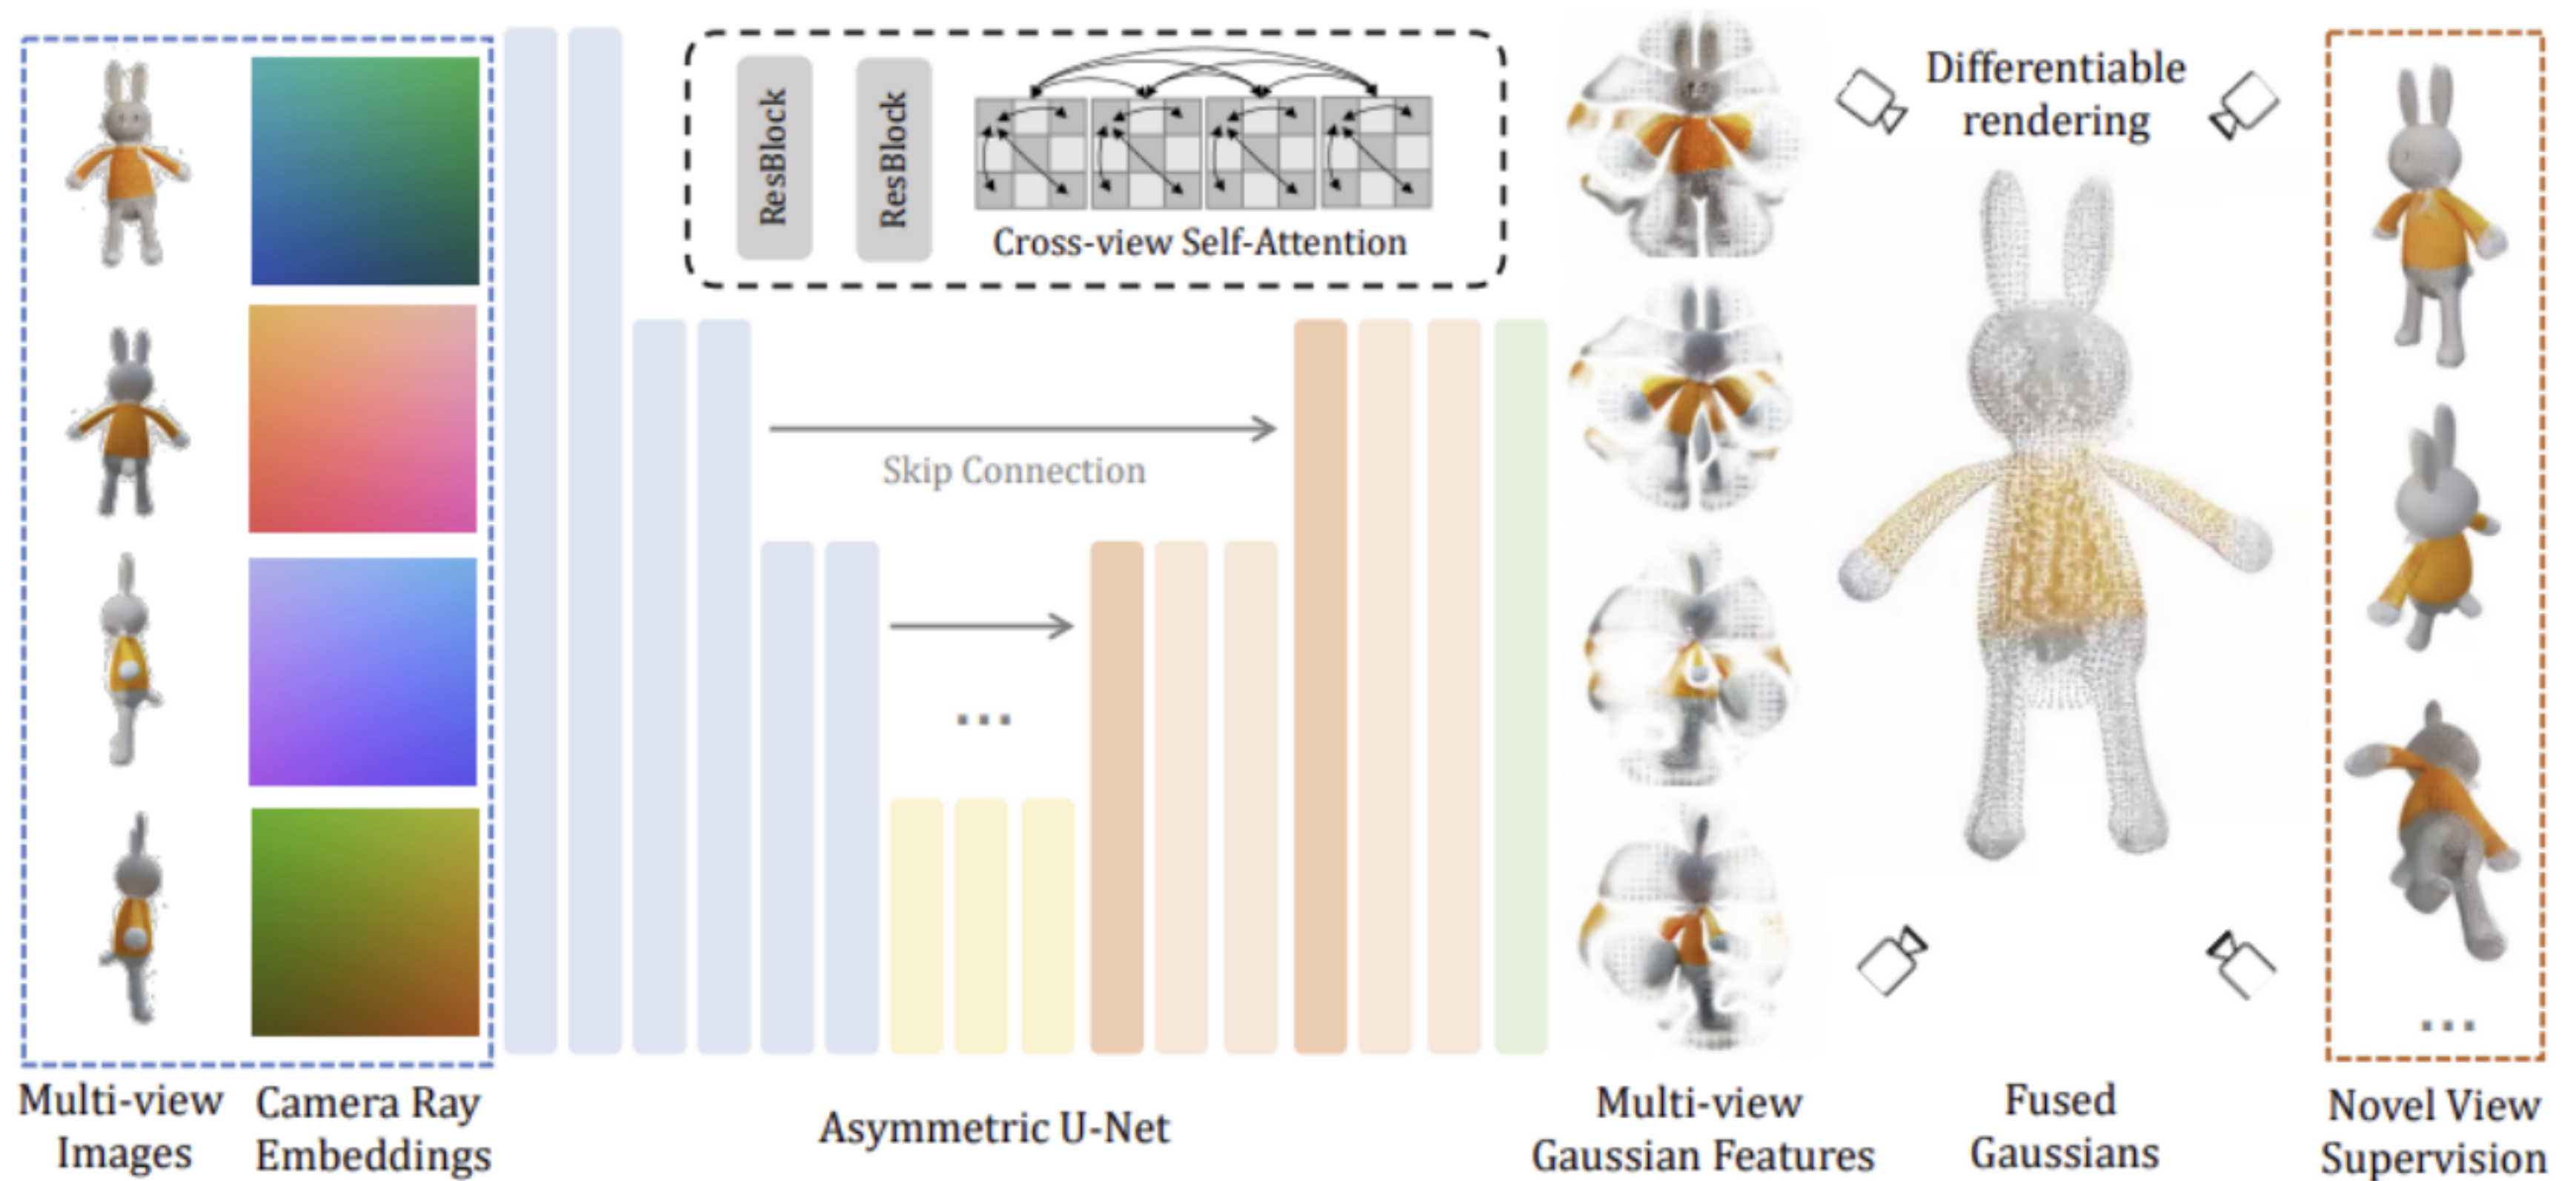 ResBlock
ResBlock
Cross-view Self-Attention
Differentiable
rendering
Skip Connection
...
...
Multi-view
Images
Camera Ray
Embeddings
Asymmetric U-Net
Multi-view
Gaussian Features
Fused
Gaussians
Novel View
Supervision